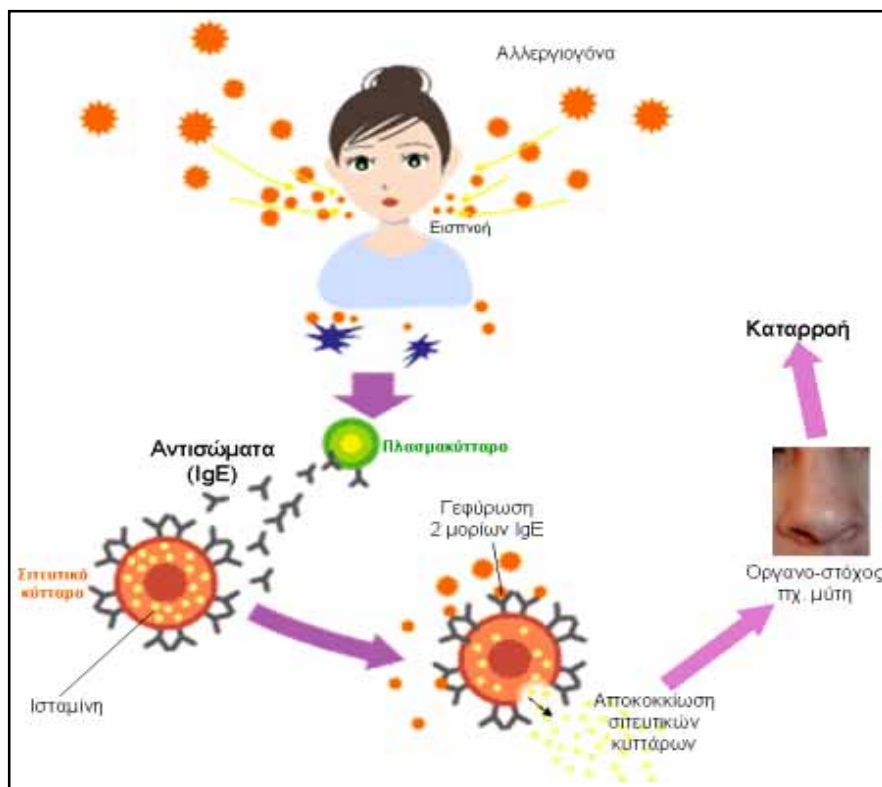 Αλλεργιογόνα
Εισπνοή
Καταρροή
Αντισώματα
(IgE)
Πλασμακύτταρο
Γεφύρωση
2 μορίων IgE
Σιτευτικό
κύτταρο
Όργανο-στόχος
πχ. μύτη
Ισταμίνη
Αποκοκκίωση
σιτευτικών
κυττάρων